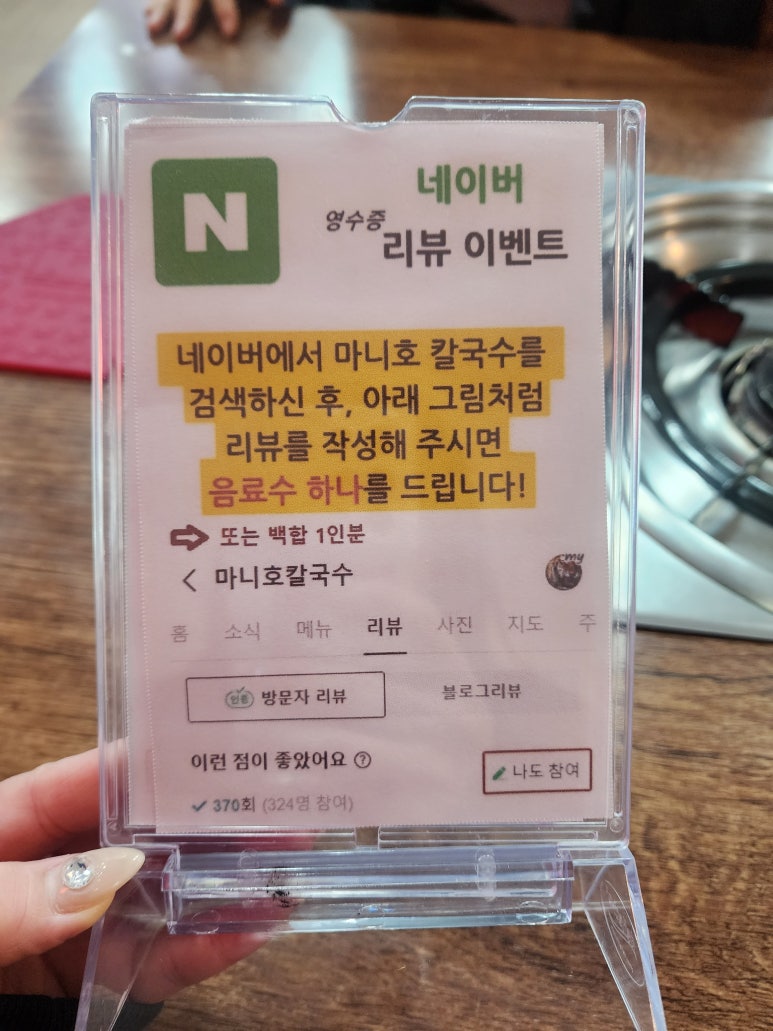 N
네이버
영수증
리뷰 이벤트
네이버에서 마니호 칼국수를
검색하신 후, 아래 그림처럼
리뷰를 작성해 주시면
음료수 하나를 드립니다!
또는 백합 1인분
마니호칼국수
my
홈 소식 메뉴 리뷰 사진 지도 주
인증 방문자 리뷰 블로그리뷰
이런 점이 좋았어요 ?
나도 참여
370회 (324명 참여)